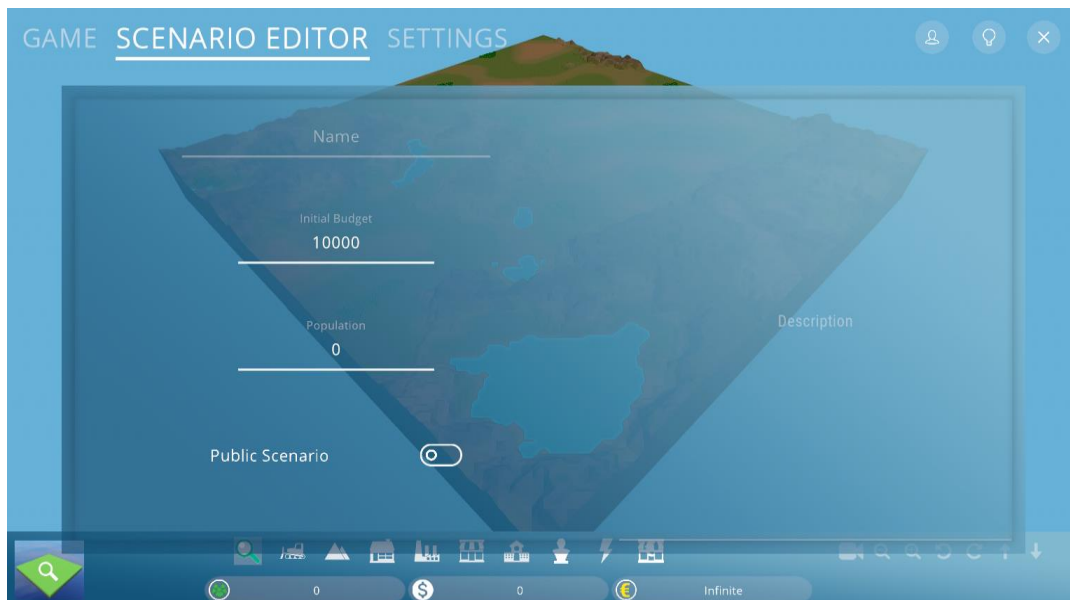 GAME SCENARIO EDITOR SETTINGS
Name
Initial Budget
10000
Population
0
Description
Public Scenario
0 0 Infinite